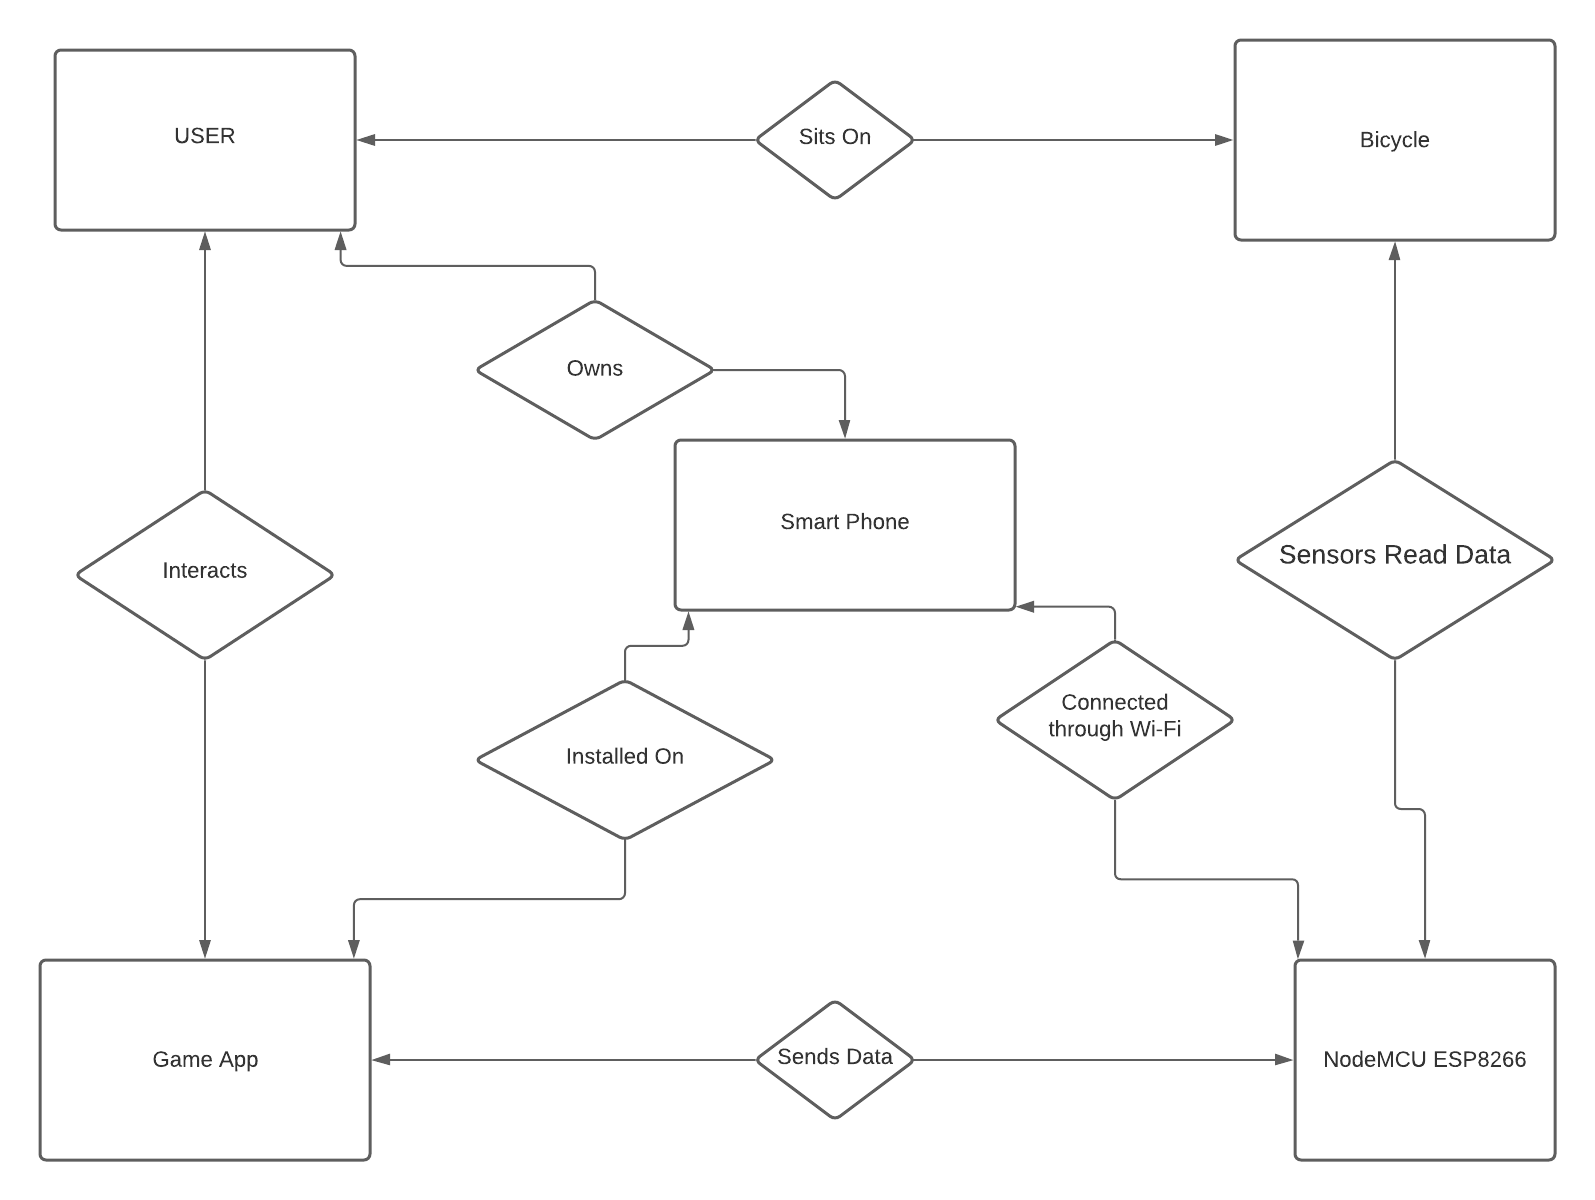 USER
Sits On
Bicycle
Owns
Smart Phone
Interacts
Sensors Read Data
Installed On
Connected
through Wi-Fi
Game App
Sends Data
NodeMCU ESP8266